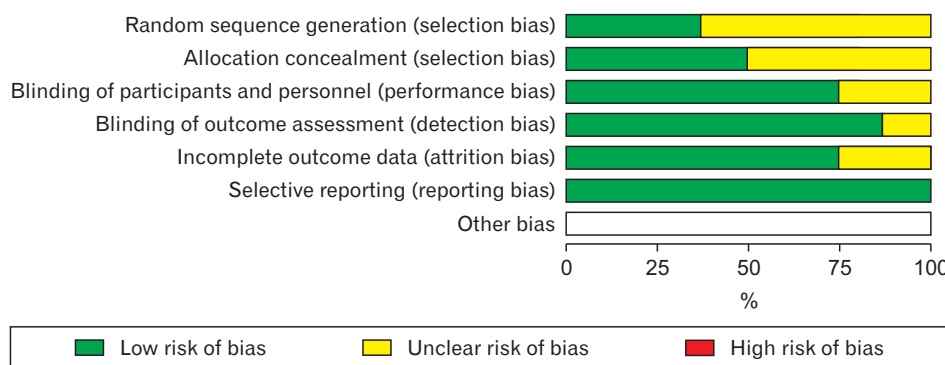 Random sequence generation (selection bias)
Allocation concealment (selection bias)
Blinding of participants and personnel (performance bias)
Blinding of outcome assessment (detection bias)
Incomplete outcome data (attrition bias)
Selective reporting (reporting bias)
Other bias
0 25 50 75 100
%
Low risk of bias Unclear risk of bias High risk of bias